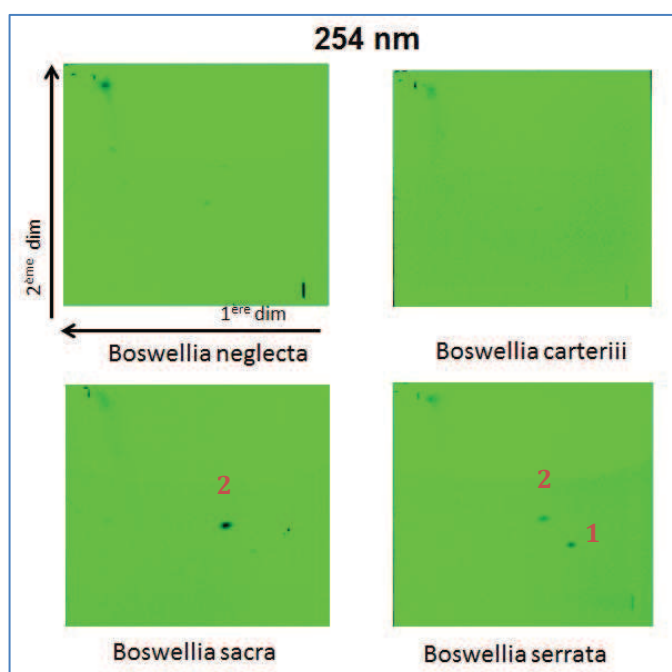 254 nm
2ème dim
1ère dim
Boswellia neglecta
Boswellia carteriii
2
2
1
Boswellia sacra
Boswellia serrata